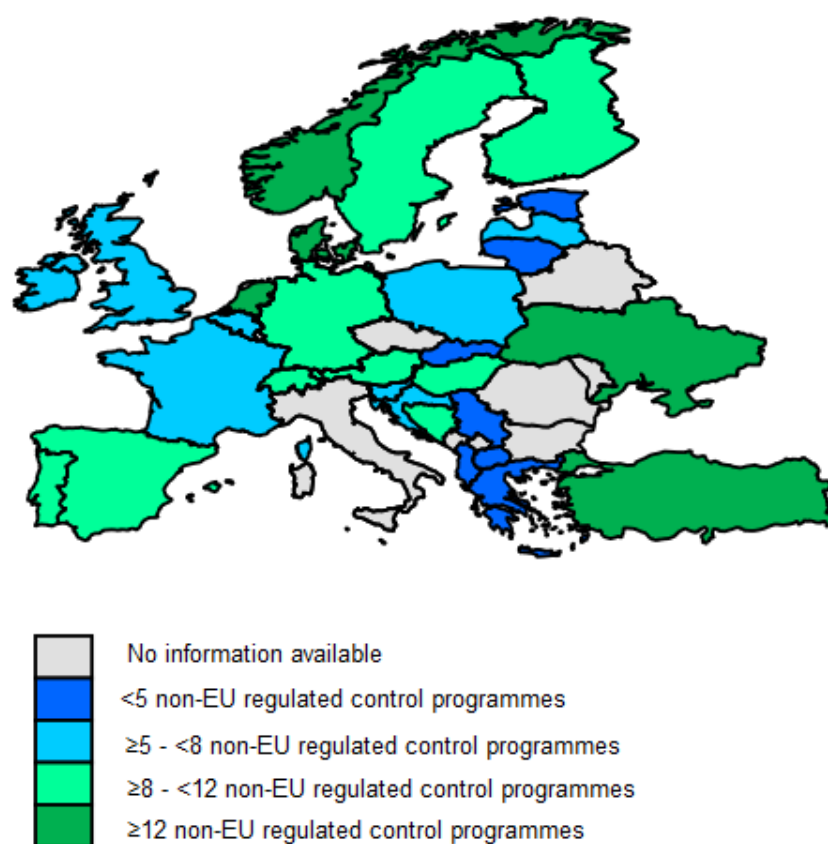 No information available
<5 non-EU regulated control programmes
≥5 - <8 non-EU regulated control programmes
≥8 - <12 non-EU regulated control programmes
≥12 non-EU regulated control programmes